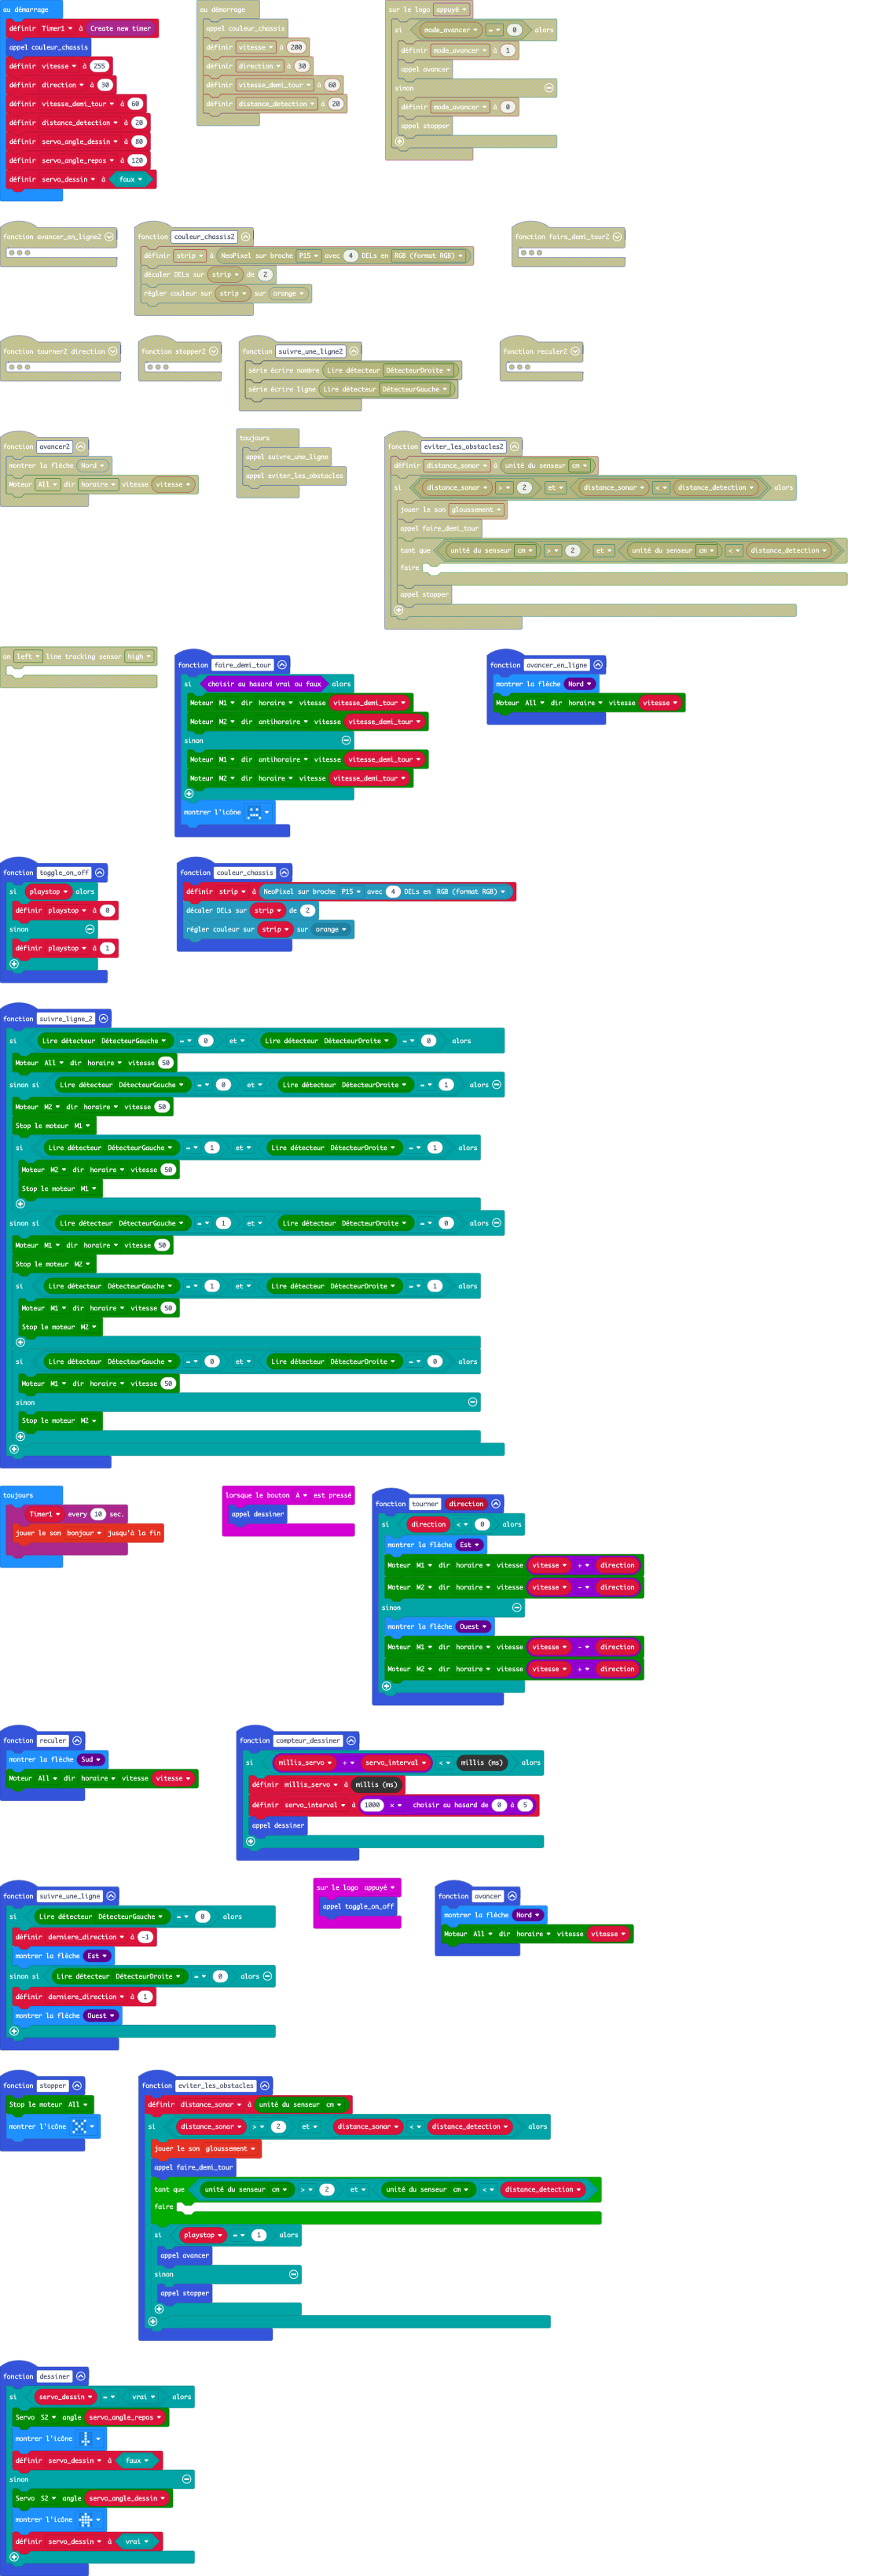 au démarrage
définir Timer1 à Create new timer
appel couleur_chassis
définir vitesse à 255
définir direction à 30
définir vitesse_demi_tour à 60
définir distance_detection à 20
définir servo_angle_dessin à 80
définir servo_angle_repos à 120
définir servo_dessin à faux
au démarrage
appel couleur_chassis
définir vitesse à 200
définir direction à 30
définir vitesse_demi_tour à 60
définir distance_detection à 20
sur le logo appuyé
si mode_avancer = 0 alors
définir mode_avancer à 1
appel avancer
sinon
définir mode_avancer à 0
appel stopper
fonction avancer_en_ligne2
fonction couleur_chassis2
définir strip à NeoPixel sur broche P15 avec 4 DELs en RGB (format RGB)
décaler DELs sur strip de 2
régler couleur sur strip sur orange
fonction faire_demi_tour2
fonction tourner2 direction
fonction stopper2
fonction suivre_une_ligne2
série écrire nombre Lire détecteur DétecteurDroite
série écrire ligne Lire détecteur DétecteurGauche
fonction reculer2
fonction avancer2
montrer la flèche Nord
Moteur All dir horaire vitesse vitesse
toujours
appel suivre_une_ligne
appel eviter_les_obstacles
fonction eviter_les_obstacles2
définir distance_sonar à unité du senseur cm
si distance_sonar > 2 et distance_sonar < distance_detection alors
jouer le son gloussement
appel faire_demi_tour
tant que unité du senseur cm > 2 et unité du senseur cm < distance_detection
faire
appel stopper
on left line tracking sensor high
fonction faire_demi_tour
si choisir au hasard vrai ou faux alors
Moteur M1 dir horaire vitesse vitesse_demi_tour
Moteur M2 dir antihoraire vitesse vitesse_demi_tour
sinon
Moteur M1 dir antihoraire vitesse vitesse_demi_tour
Moteur M2 dir horaire vitesse vitesse_demi_tour
montrer l'icône
fonction avancer_en_ligne
montrer la flèche Nord
Moteur All dir horaire vitesse vitesse
fonction toggle_on_off
si playstop alors
définir playstop à 0
sinon
définir playstop à 1
fonction couleur_chassis
définir strip à NeoPixel sur broche P15 avec 4 DELs en RGB (format RGB)
décaler DELs sur strip de 2
régler couleur sur strip sur orange
fonction suivre_ligne_2
si Lire détecteur DétecteurGauche = 0 et Lire détecteur DétecteurDroite = 0 alors
Moteur All dir horaire vitesse 50
sinon si Lire détecteur DétecteurGauche = 0 et Lire détecteur DétecteurDroite = 1 alors
Moteur M2 dir horaire vitesse 50
Stop le moteur M1
si Lire détecteur DétecteurGauche = 1 et Lire détecteur DétecteurDroite = 1 alors
Moteur M2 dir horaire vitesse 50
Stop le moteur M1
sinon si Lire détecteur DétecteurGauche = 1 et Lire détecteur DétecteurDroite = 0 alors
Moteur M1 dir horaire vitesse 50
Stop le moteur M2
si Lire détecteur DétecteurGauche = 1 et Lire détecteur DétecteurDroite = 1 alors
Moteur M1 dir horaire vitesse 50
Stop le moteur M2
si Lire détecteur DétecteurGauche = 0 et Lire détecteur DétecteurDroite = 0 alors
Moteur M1 dir horaire vitesse 50
sinon
Stop le moteur M2
toujours
Timer1 every 10 sec.
jouer le son bonjour jusqu'à la fin
lorsque le bouton A est pressé
appel dessiner
fonction tourner direction
si direction < 0 alors
montrer la flèche Est
Moteur M1 dir horaire vitesse vitesse + direction
Moteur M2 dir horaire vitesse vitesse - direction
sinon
montrer la flèche Ouest
Moteur M1 dir horaire vitesse vitesse - direction
Moteur M2 dir horaire vitesse vitesse + direction
fonction reculer
montrer la flèche Sud
Moteur All dir horaire vitesse vitesse
fonction compteur_dessiner
si millis_servo + servo_interval < millis (ms) alors
définir millis_servo à millis (ms)
définir servo_interval à 1000 × choisir au hasard de 0 à 5
appel dessiner
fonction suivre_une_ligne
si Lire détecteur DétecteurGauche = 0 alors
définir derniere_direction à -1
montrer la flèche Est
sinon si Lire détecteur DétecteurDroite = 0 alors
définir derniere_direction à 1
montrer la flèche Ouest
sur le logo appuyé
appel toggle_on_off
fonction avancer
montrer la flèche Nord
Moteur All dir horaire vitesse vitesse
fonction stopper
Stop le moteur All
montrer l'icône
fonction eviter_les_obstacles
définir distance_sonar à unité du senseur cm
si distance_sonar > 2 et distance_sonar < distance_detection alors
jouer le son gloussement
appel faire_demi_tour
tant que unité du senseur cm > 2 et unité du senseur cm < distance_detection
faire
si playstop = 1 alors
appel avancer
sinon
appel stopper
fonction dessiner
si servo_dessin = vrai alors
Servo S2 angle servo_angle_repos
montrer l'icône
définir servo_dessin à faux
sinon
Servo S2 angle servo_angle_dessin
montrer l'icône
définir servo_dessin à vrai